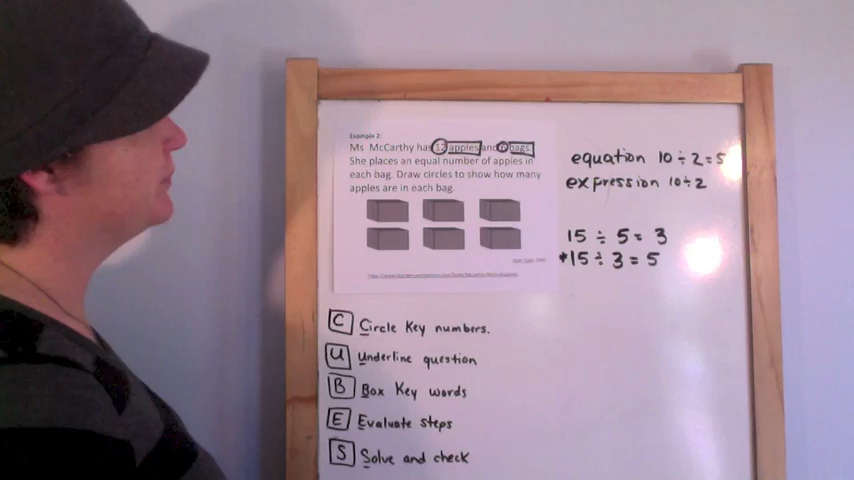 Example 2:
Ms. McCarthy has 12 apples and bags.
She places an equal number of apples in
each bag. Draw circles to show how many
apples are in each bag.
equation 10 ÷ 2 = 5
expression 10÷2
15 ÷ 5 = 3
*15 ÷ 3 = 5
C Circle Key numbers.
U Underline question
B Box Key words
E Evaluate steps
S Solve and check